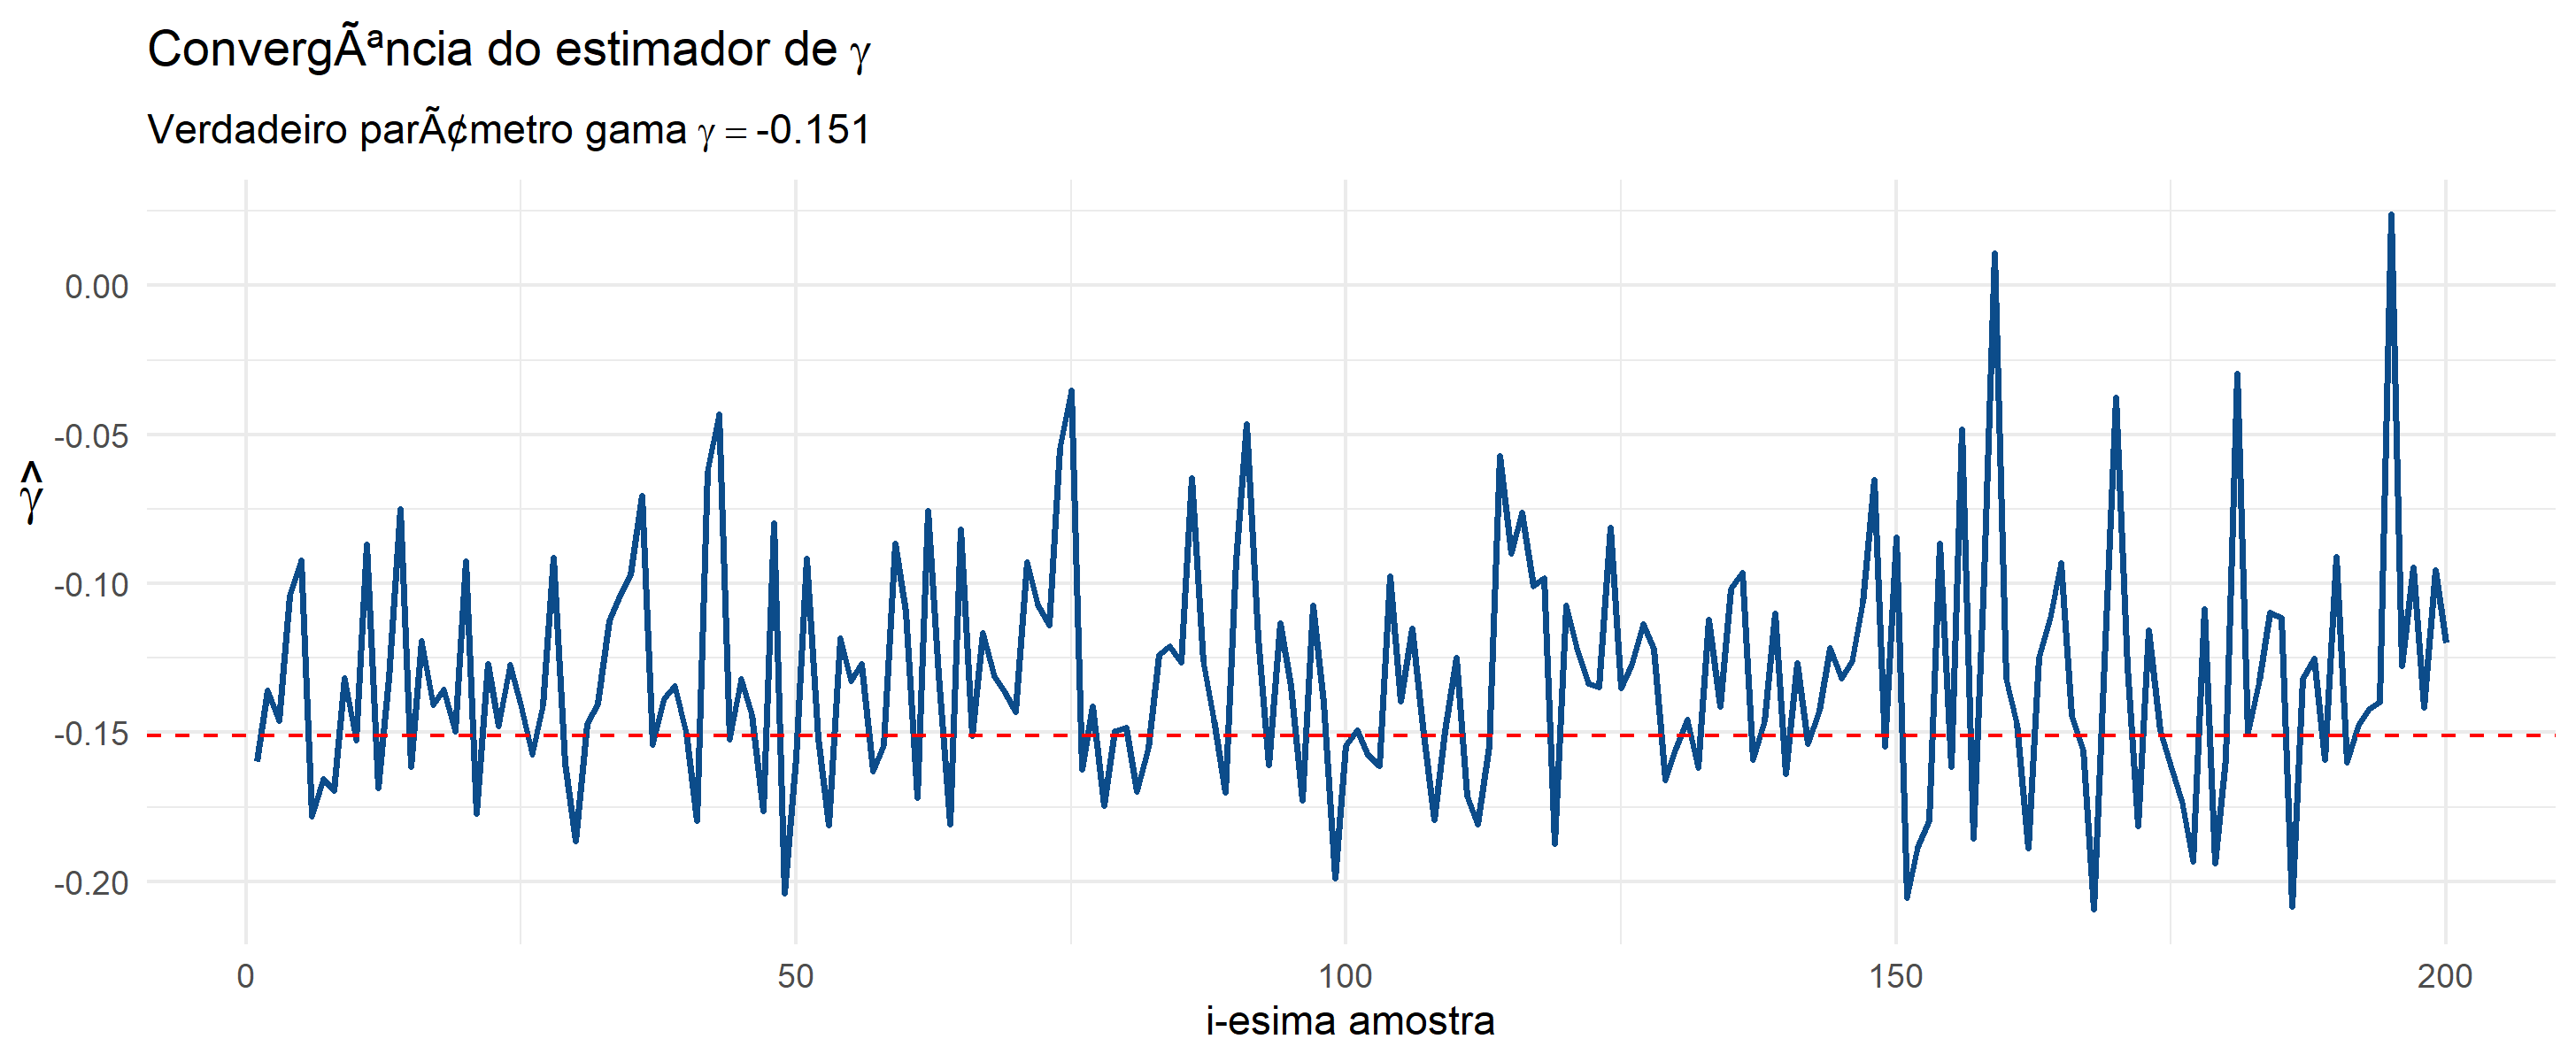 ConvergÃªncia do estimador de γ
Verdadeiro parÃ¢metro gama γ = -0.151
0.00
-0.05
-0.10
-0.15
-0.20
γ̂
0 50 100 150 200
i-esima amostra